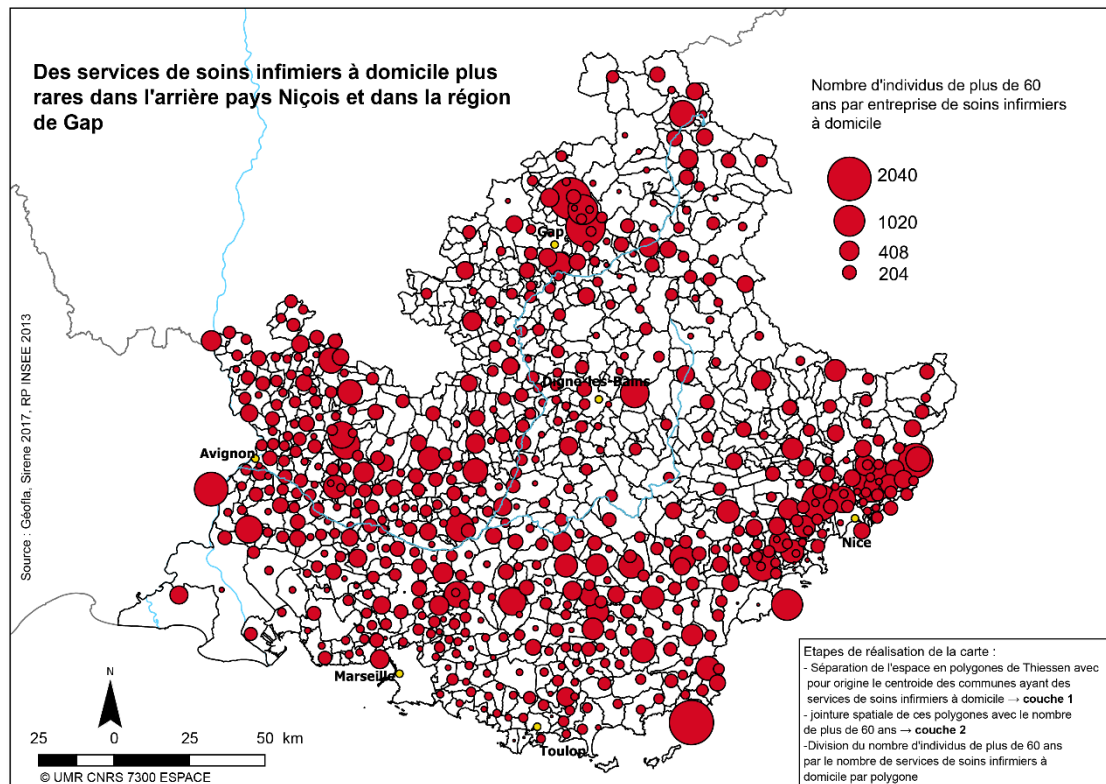 Des services de soins infimiers à domicile plus
rares dans l'arrière pays Niçois et dans la région
de Gap
Nombre d'individus de plus de 60
ans par entreprise de soins infirmiers
à domicile
2040
1020
408
204
Gap
Digne-les-Bains
Avignon
Nice
Marseille
Toulon
Source : Géofla, Sirene 2017, RP INSEE 2013
N
25 0 25 50 km
© UMR CNRS 7300 ESPACE
Etapes de réalisation de la carte :
- Séparation de l'espace en polygones de Thiessen avec
pour origine le centroide des communes ayant des
services de soins infirmiers à domicile → couche 1
- jointure spatiale de ces polygones avec le nombre
de plus de 60 ans → couche 2
-Division du nombre d'individus de plus de 60 ans
par le nombre de services de soins infirmiers à
domicile par polygone